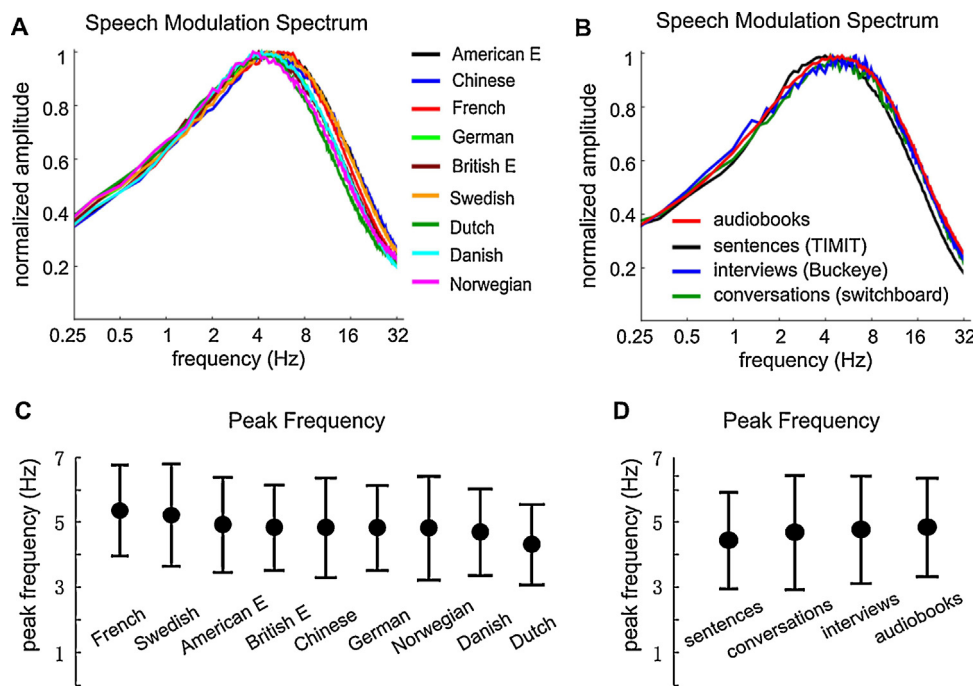 A
Speech Modulation Spectrum
normalized amplitude
1
0.8
0.6
0.4
0.2
0.25 0.5 1 2 4 8 16 32
frequency (Hz)
American E
Chinese
French
German
British E
Swedish
Dutch
Danish
Norwegian
B
Speech Modulation Spectrum
normalized amplitude
1
0.8
0.6
0.4
0.2
audiobooks
sentences (TIMIT)
interviews (Buckeye)
conversations (switchboard)
0.25 0.5 1 2 4 8 16 32
frequency (Hz)
C
Peak Frequency
peak frequency (Hz)
7
5
3
1
French
Swedish
American E
British E
Chinese
German
Norwegian
Danish
Dutch
D
Peak Frequency
peak frequency (Hz)
7
5
3
1
sentences
conversations
interviews
audiobooks